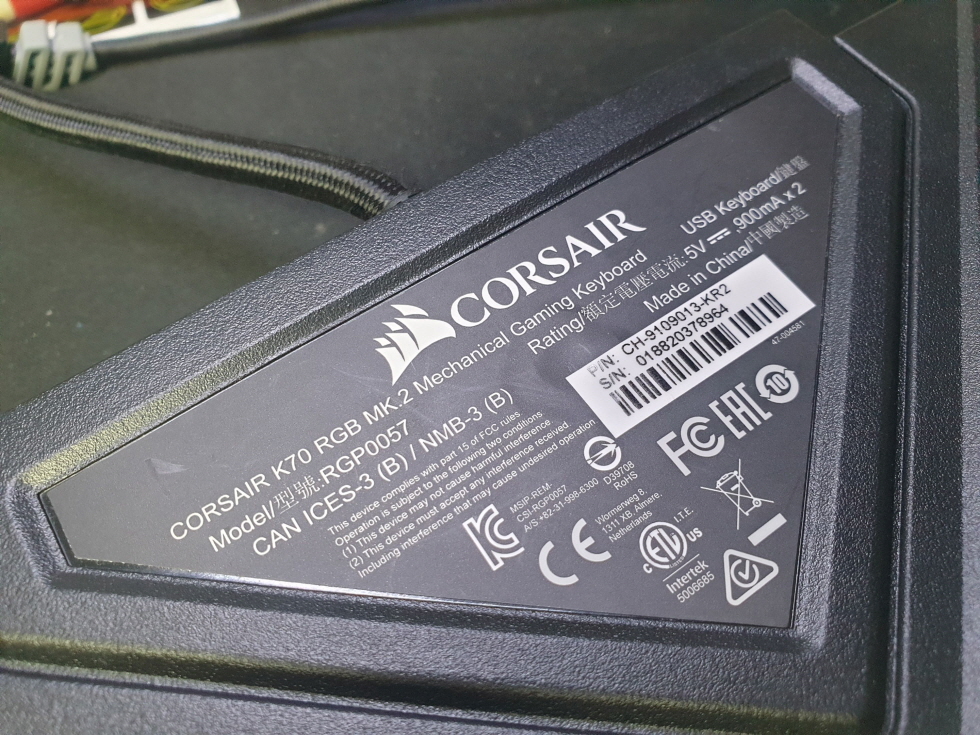 CORSAIR
CORSAIR K70 RGB MK.2 Mechanical Gaming Keyboard
USB Keyboard/鍵盤
Model/型號:RGP0057
Rating/額定電壓電流:5V ⎓ ,900mA x 2
CAN ICES-3 (B) / NMB-3 (B)
Made in China/中國製造
P/N: CH-9109013-KR2
S/N: 018820378964
47-004581
This device complies with part 15 of FCC rules
Operation is subject to the following two conditions
(1) This device may not cause harmful interference
(2) This device must accept any interference received
Including interference that may cause undesired operation
MSIP-REM-
CSI-RGP0057
A/S +82-31-998-6300
D39708
RoHS
FC
EAC
10
CE
Wormerweg 8,
1311 XB, Almere,
Netherlands
c
ETL
us
I.T.E.
Intertek
5006685